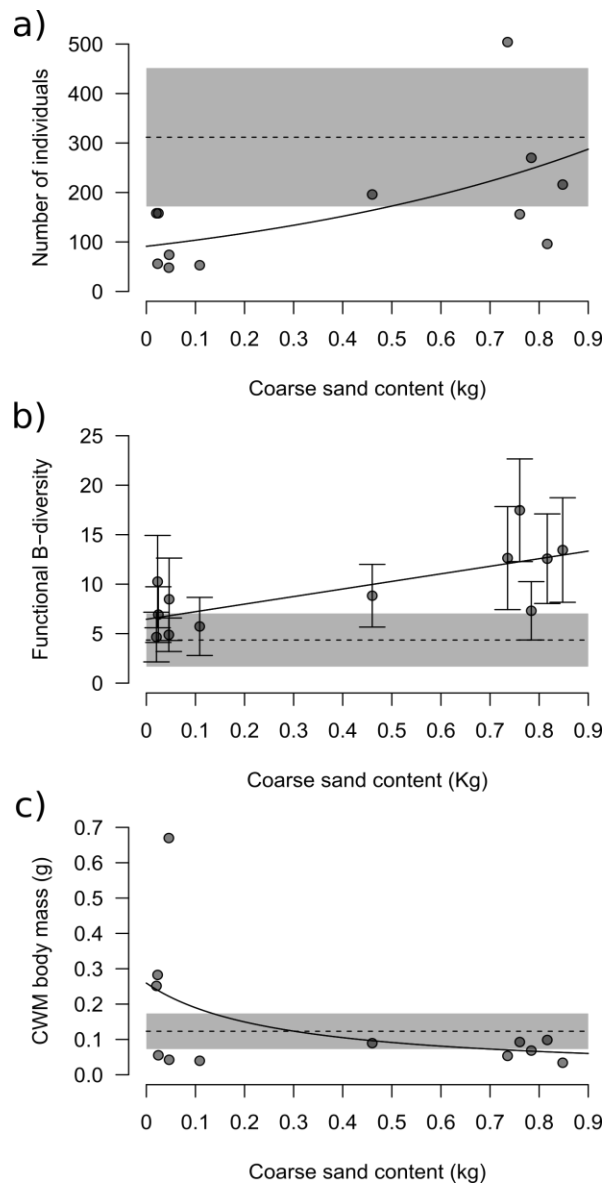 a)
Number of individuals
500
400
300
200
100
0
0 0.1 0.2 0.3 0.4 0.5 0.6 0.7 0.8 0.9
Coarse sand content (kg)
b)
Functional B−diversity
25
20
15
10
5
0
0 0.1 0.2 0.3 0.4 0.5 0.6 0.7 0.8 0.9
Coarse sand content (Kg)
c)
CWM body mass (g)
0.7
0.6
0.5
0.4
0.3
0.2
0.1
0.0
0 0.1 0.2 0.3 0.4 0.5 0.6 0.7 0.8 0.9
Coarse sand content (kg)